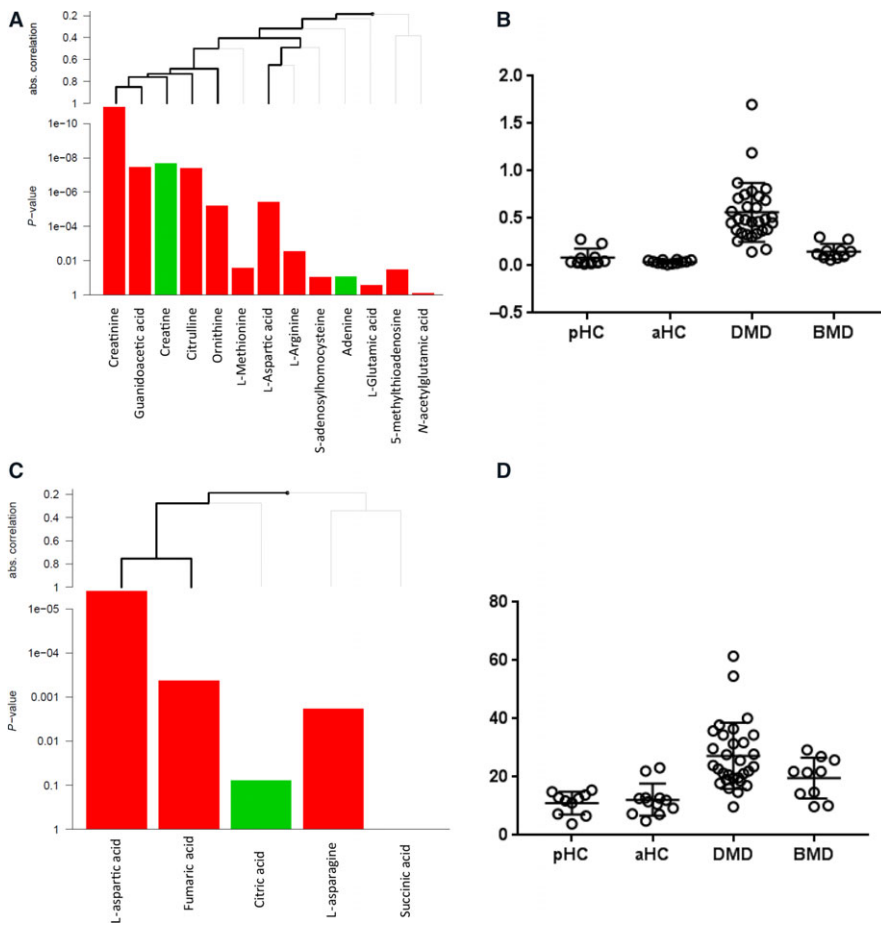 A
abs. correlation
0.2
0.4
0.6
0.8
1
P-value
1e-10
1e-08
1e-06
1e-04
0.01
1
Creatinine
Guanidoacetic acid
Creatine
Citrulline
Ornithine
L-Methionine
L-Aspartic acid
L-Arginine
S-adenosylhomocysteine
Adenine
L-Glutamic acid
5-methylthioadenosine
N-acetylglutamic acid
B
2.0
1.5
1.0
0.5
0.0
–0.5
pHC
aHC
DMD
BMD
C
abs. correlation
0.2
0.4
0.6
0.8
1
P-value
1e-05
1e-04
0.001
0.01
0.1
1
L-aspartic acid
Fumaric acid
Citric acid
L-asparagine
Succinic acid
D
80
60
40
20
0
pHC
aHC
DMD
BMD